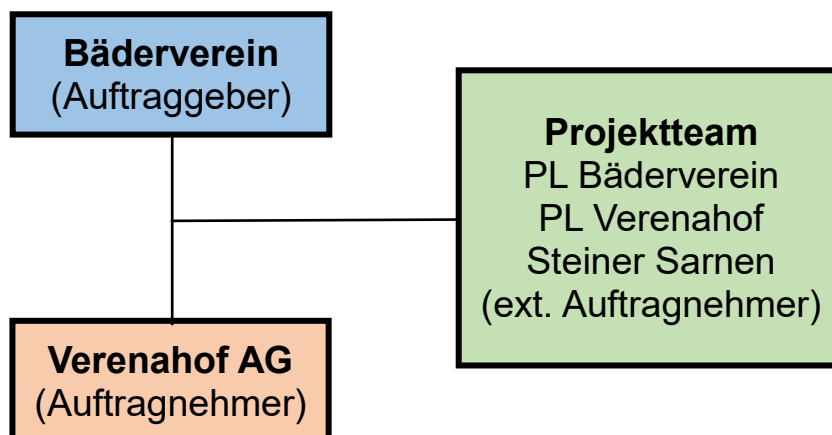 Bäderverein
(Auftraggeber)
Projektteam
PL Bäderverein
PL Verenahof
Steiner Sarnen
(ext. Auftragnehmer)
Verenahof AG
(Auftragnehmer)